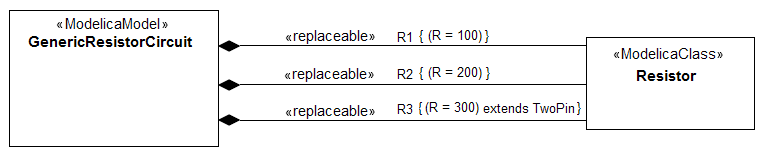 «ModelicaModel»
GenericResistorCircuit
«replaceable» R1 { (R = 100) }
«replaceable» R2 { (R = 200) }
«replaceable» R3 { (R = 300) extends TwoPin }
«ModelicaClass»
Resistor